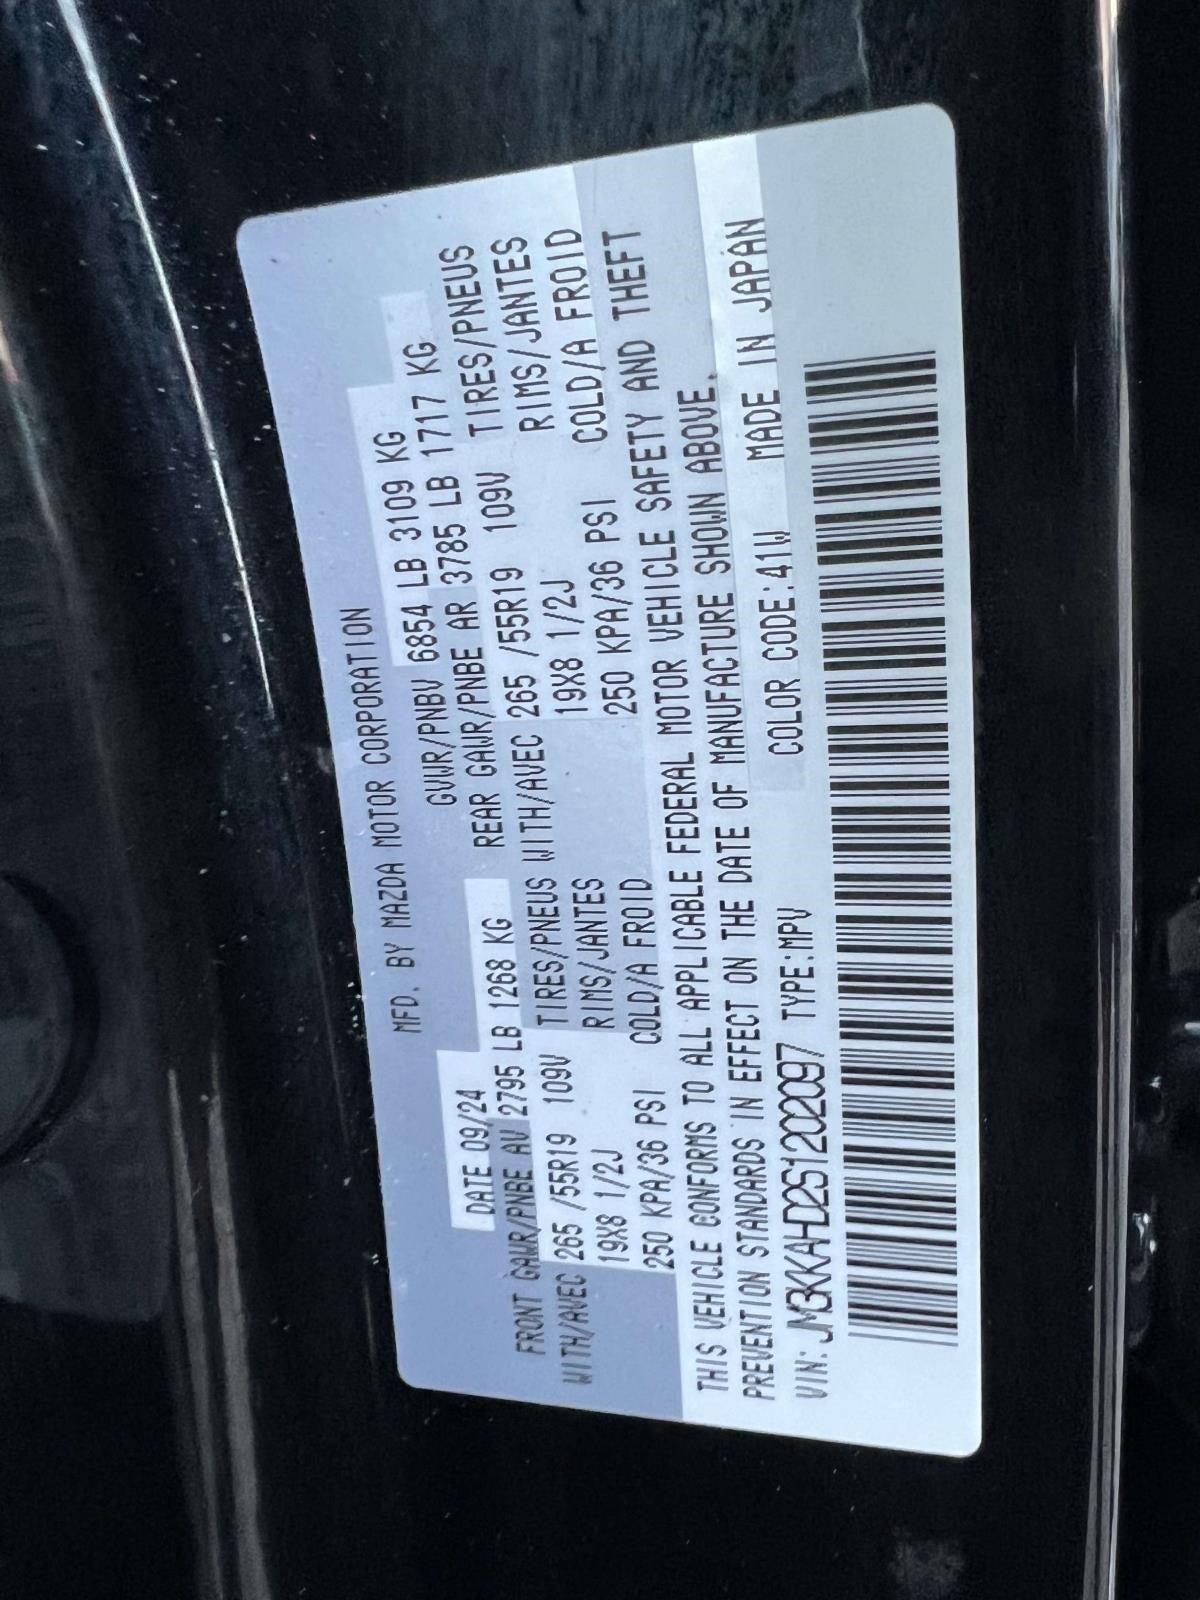 MFD. BY MAZDA MOTOR CORPORATION
DATE 09/24 GVWR/PNBV 6854 LB 3109 KG
FRONT GAWR/PNBE AV 2795 LB 1268 KG REAR GAWR/PNBE AR 3785 LB 1717 KG
WITH/AVEC 265 /55R19 109V TIRES/PNEUS WITH/AVEC 265 /55R19 109V TIRES/PNEUS
19X8 1/2J RIMS/JANTES 19X8 1/2J RIMS/JANTES
250 KPA/36 PSI COLD/A FROID 250 KPA/36 PSI COLD/A FROID
THIS VEHICLE CONFORMS TO ALL APPLICABLE FEDERAL MOTOR VEHICLE SAFETY AND THEFT
PREVENTION STANDARDS IN EFFECT ON THE DATE OF MANUFACTURE SHOWN ABOVE.
VIN: JM3KKAHD2S1202097 TYPE:MPV COLOR CODE:41W MADE IN JAPAN